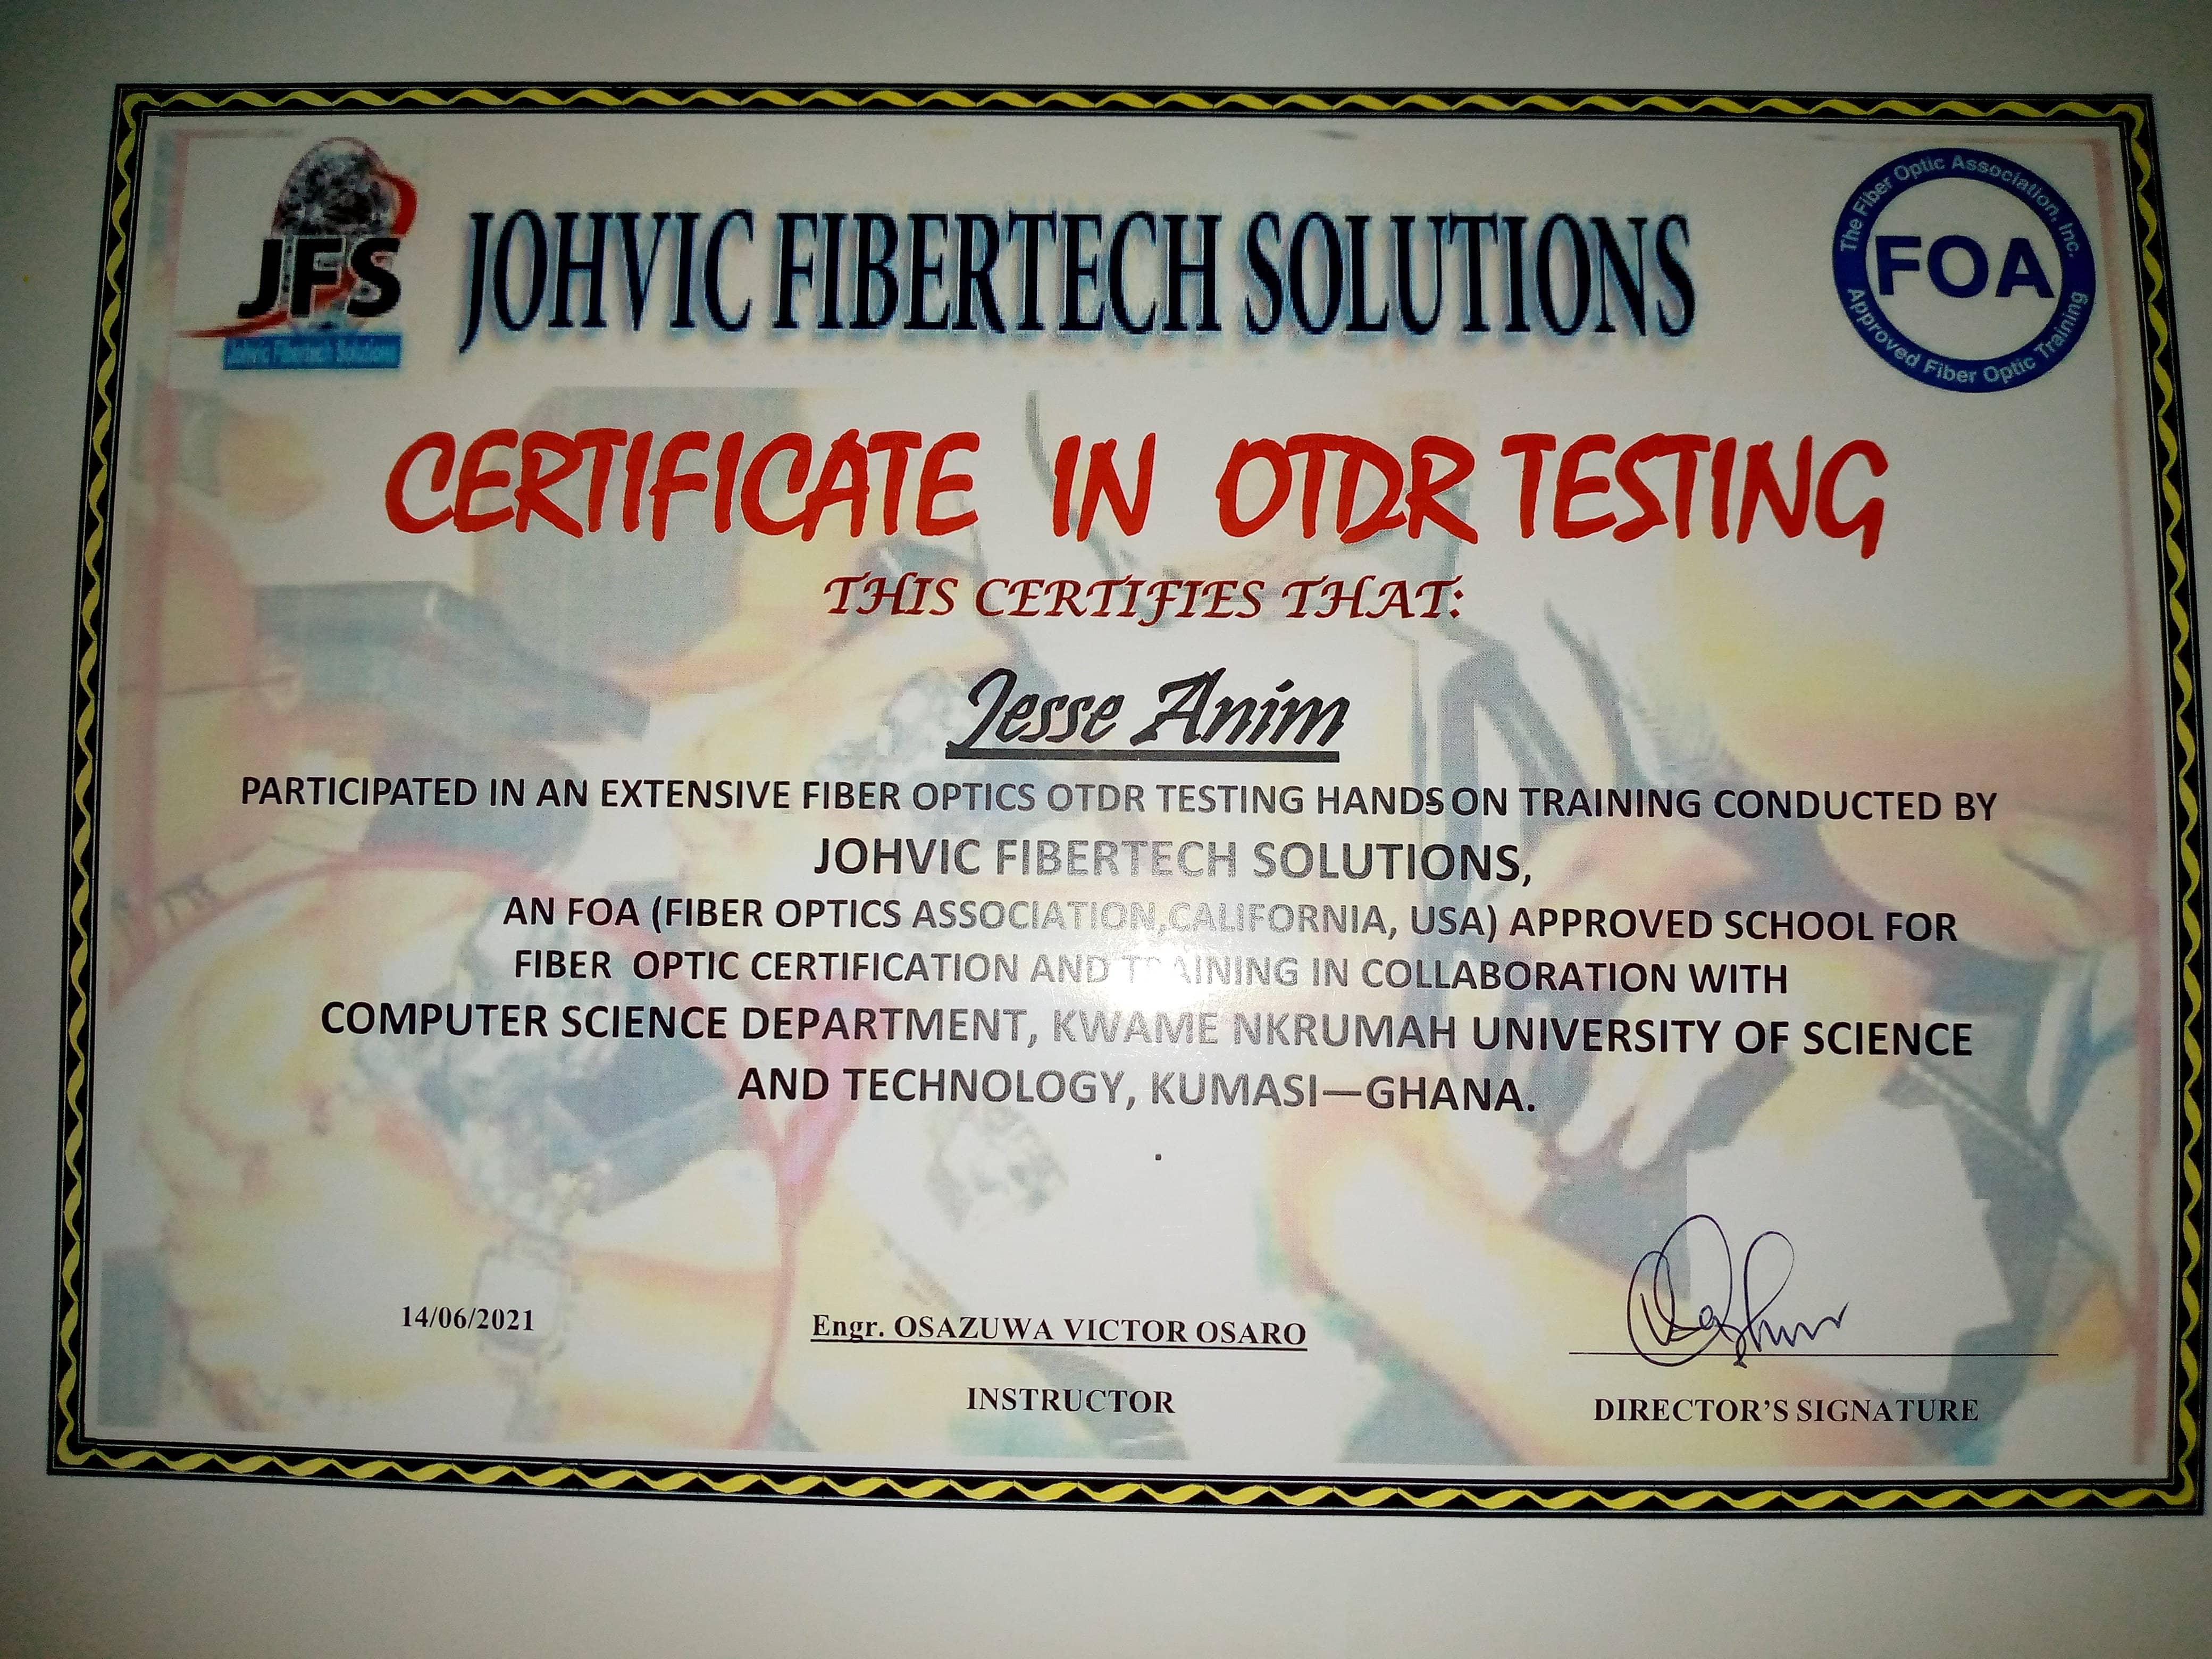 JFS
Johvic Fibertech Solutions
JOHVIC FIBERTECH SOLUTIONS
The Fiber Optic Association, Inc.
FOA
Approved Fiber Optic Training
CERTIFICATE IN OTDR TESTING
THIS CERTIFIES THAT:
Jesse Anim
PARTICIPATED IN AN EXTENSIVE FIBER OPTICS OTDR TESTING HANDS ON TRAINING CONDUCTED BY
JOHVIC FIBERTECH SOLUTIONS,
AN FOA (FIBER OPTICS ASSOCIATION,CALIFORNIA, USA) APPROVED SCHOOL FOR
FIBER OPTIC CERTIFICATION AND TRAINING IN COLLABORATION WITH
COMPUTER SCIENCE DEPARTMENT, KWAME NKRUMAH UNIVERSITY OF SCIENCE
AND TECHNOLOGY, KUMASI—GHANA.
.
14/06/2021
Engr. OSAZUWA VICTOR OSARO
INSTRUCTOR
DIRECTOR'S SIGNATURE